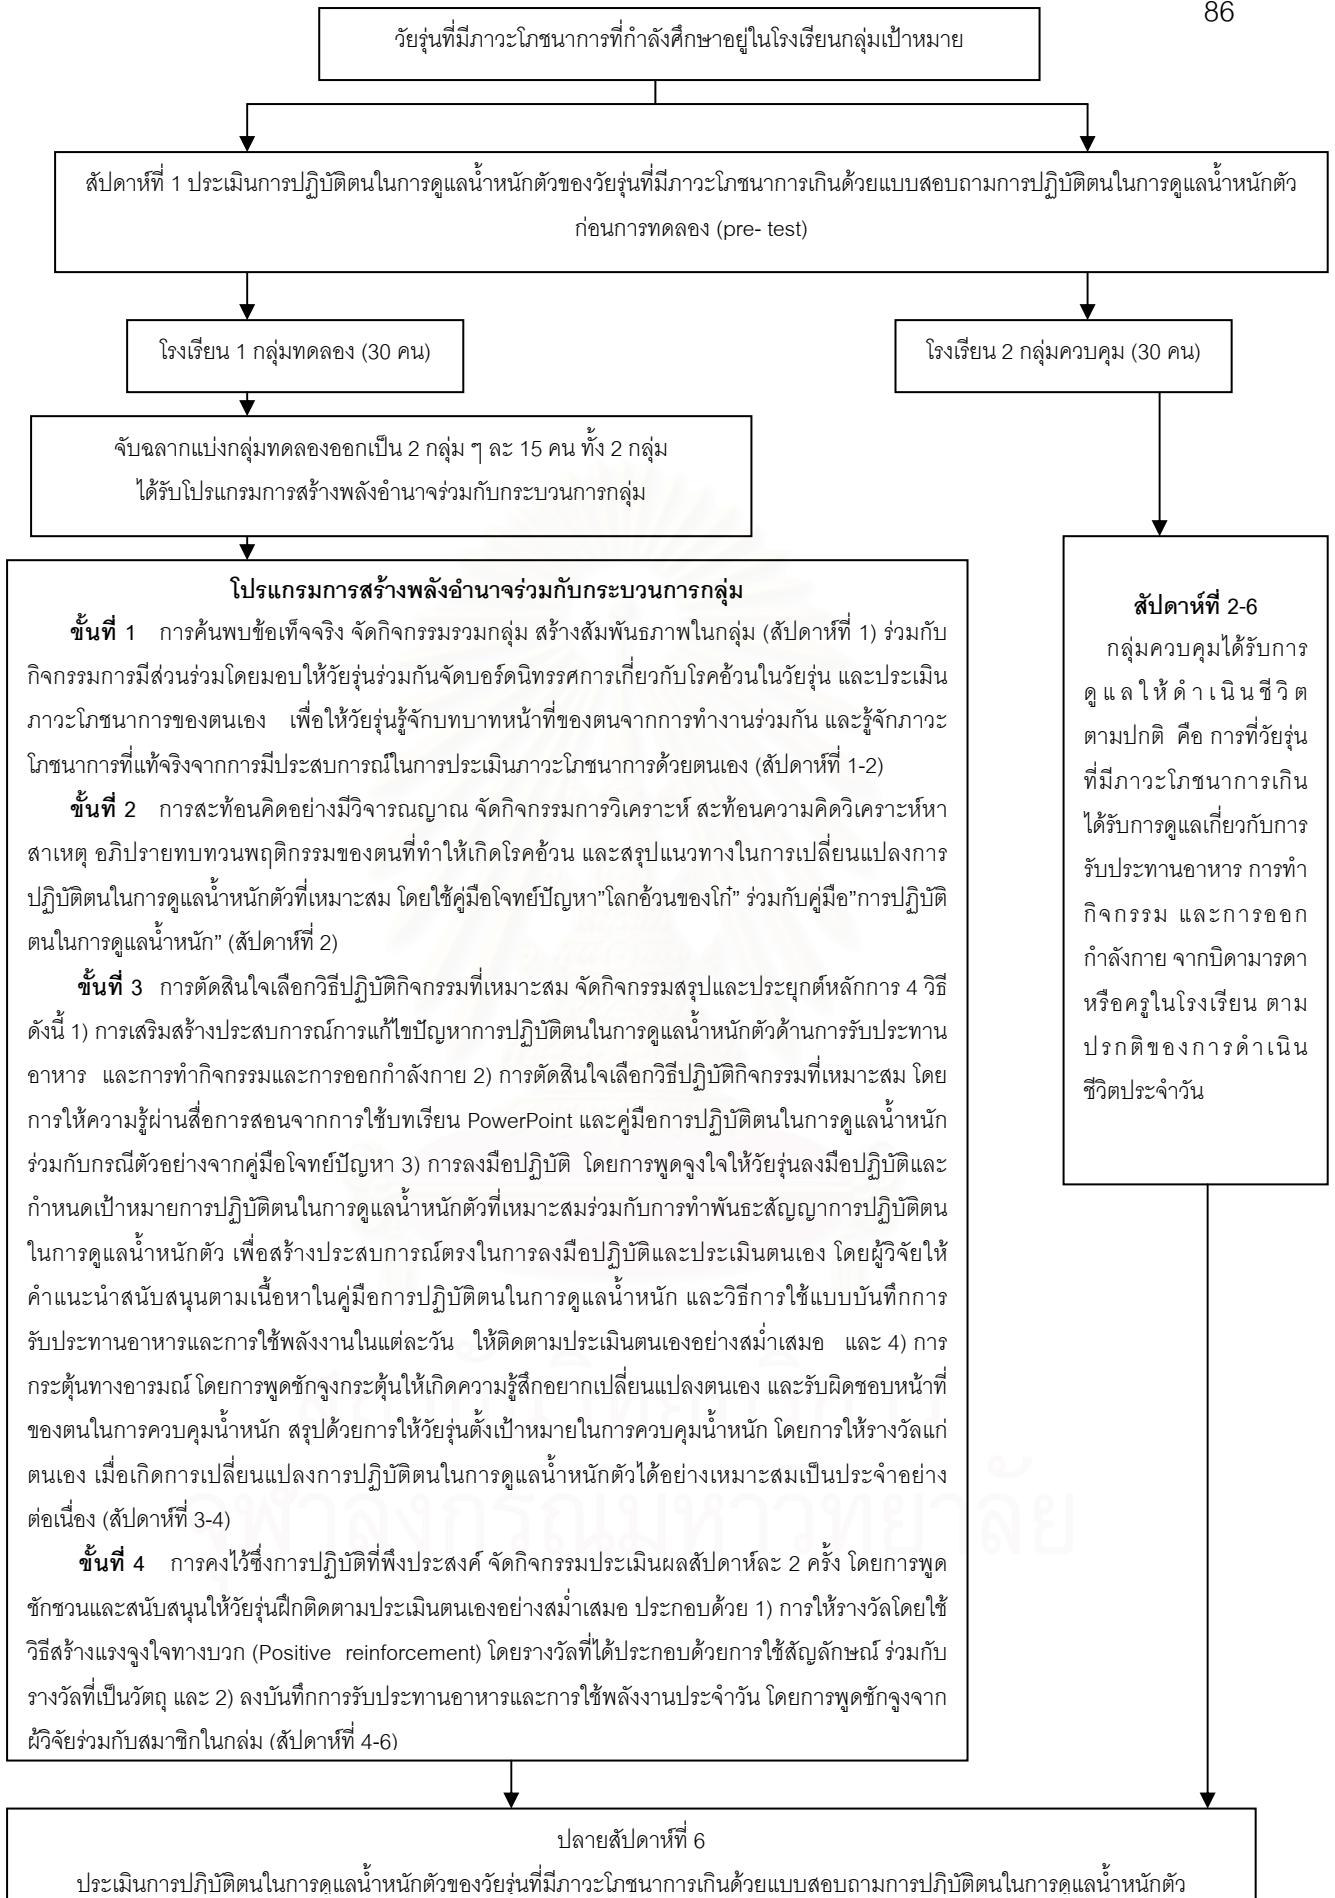 86
วัยรุ่นที่มีภาวะโภชนาการที่กำลังศึกษาอยู่ในโรงเรียนกลุ่มเป้าหมาย
สัปดาห์ที่ 1 ประเมินการปฏิบัติตนในการดูแลน้ำหนักตัวของวัยรุ่นที่มีภาวะโภชนาการเกินด้วยแบบสอบถามการปฏิบัติตนในการดูแลน้ำหนักตัว
ก่อนการทดลอง (pre- test)
โรงเรียน 1 กลุ่มทดลอง (30 คน)
โรงเรียน 2 กลุ่มควบคุม (30 คน)
จับฉลากแบ่งกลุ่มทดลองออกเป็น 2 กลุ่ม ๆ ละ 15 คน ทั้ง 2 กลุ่ม
ได้รับโปรแกรมการสร้างพลังอำนาจร่วมกับกระบวนการกลุ่ม
โปรแกรมการสร้างพลังอำนาจร่วมกับกระบวนการกลุ่ม
ขั้นที่ 1 การค้นพบข้อเท็จจริง จัดกิจกรรมรวมกลุ่ม สร้างสัมพันธภาพในกลุ่ม (สัปดาห์ที่ 1) ร่วมกับ
กิจกรรมการมีส่วนร่วมโดยมอบให้วัยรุ่นร่วมกันจัดบอร์ดนิทรรศการเกี่ยวกับโรคอ้วนในวัยรุ่น และประเมิน
ภาวะโภชนาการของตนเอง เพื่อให้วัยรุ่นรู้จักบทบาทหน้าที่ของตนจากการทำงานร่วมกัน และรู้จักภาวะ
โภชนาการที่แท้จริงจากการมีประสบการณ์ในการประเมินภาวะโภชนาการด้วยตนเอง (สัปดาห์ที่ 1-2)
ขั้นที่ 2 การสะท้อนคิดอย่างมีวิจารณญาณ จัดกิจกรรมการวิเคราะห์ สะท้อนความคิดวิเคราะห์หา
สาเหตุ อภิปรายทบทวนพฤติกรรมของตนที่ทำให้เกิดโรคอ้วน และสรุปแนวทางในการเปลี่ยนแปลงการ
ปฏิบัติตนในการดูแลน้ำหนักตัวที่เหมาะสม โดยใช้คู่มือโจทย์ปัญหา"โลกอ้วนของโก๋" ร่วมกับคู่มือ"การปฏิบัติ
ตนในการดูแลน้ำหนัก" (สัปดาห์ที่ 2)
ขั้นที่ 3 การตัดสินใจเลือกวิธีปฏิบัติกิจกรรมที่เหมาะสม จัดกิจกรรมสรุปและประยุกต์หลักการ 4 วิธี
ดังนี้ 1) การเสริมสร้างประสบการณ์การแก้ไขปัญหาการปฏิบัติตนในการดูแลน้ำหนักตัวด้านการรับประทาน
อาหาร และการทำกิจกรรมและการออกกำลังกาย 2) การตัดสินใจเลือกวิธีปฏิบัติกิจกรรมที่เหมาะสม โดย
การให้ความรู้ผ่านสื่อการสอนจากการใช้บทเรียน PowerPoint และคู่มือการปฏิบัติตนในการดูแลน้ำหนัก
ร่วมกับกรณีตัวอย่างจากคู่มือโจทย์ปัญหา 3) การลงมือปฏิบัติ โดยการพูดจูงใจให้วัยรุ่นลงมือปฏิบัติและ
กำหนดเป้าหมายการปฏิบัติตนในการดูแลน้ำหนักตัวที่เหมาะสมร่วมกับการทำพันธะสัญญาการปฏิบัติตน
ในการดูแลน้ำหนักตัว เพื่อสร้างประสบการณ์ตรงในการลงมือปฏิบัติและประเมินตนเอง โดยผู้วิจัยให้
คำแนะนำสนับสนุนตามเนื้อหาในคู่มือการปฏิบัติตนในการดูแลน้ำหนัก และวิธีการใช้แบบบันทึกการ
รับประทานอาหารและการใช้พลังงานในแต่ละวัน ให้ติดตามประเมินตนเองอย่างสม่ำเสมอ และ 4) การ
กระตุ้นทางอารมณ์ โดยการพูดชักจูงกระตุ้นให้เกิดความรู้สึกอยากเปลี่ยนแปลงตนเอง และรับผิดชอบหน้าที่
ของตนในการควบคุมน้ำหนัก สรุปด้วยการให้วัยรุ่นตั้งเป้าหมายในการควบคุมน้ำหนัก โดยการให้รางวัลแก่
ตนเอง เมื่อเกิดการเปลี่ยนแปลงการปฏิบัติตนในการดูแลน้ำหนักตัวได้อย่างเหมาะสมเป็นประจำอย่าง
ต่อเนื่อง (สัปดาห์ที่ 3-4)
ขั้นที่ 4 การคงไว้ซึ่งการปฏิบัติที่พึงประสงค์ จัดกิจกรรมประเมินผลสัปดาห์ละ 2 ครั้ง โดยการพูด
ชักชวนและสนับสนุนให้วัยรุ่นฝึกติดตามประเมินตนเองอย่างสม่ำเสมอ ประกอบด้วย 1) การให้รางวัลโดยใช้
วิธีสร้างแรงจูงใจทางบวก (Positive reinforcement) โดยรางวัลที่ได้ประกอบด้วยการใช้สัญลักษณ์ ร่วมกับ
รางวัลที่เป็นวัตถุ และ 2) ลงบันทึกการรับประทานอาหารและการใช้พลังงานประจำวัน โดยการพูดชักจูงจาก
ผู้วิจัยร่วมกับสมาชิกในกลุ่ม (สัปดาห์ที่ 4-6)
สัปดาห์ที่ 2-6
กลุ่มควบคุมได้รับการ
ดูแลให้ดำเนินชีวิต
ตามปกติ คือ การที่วัยรุ่น
ที่มีภาวะโภชนาการเกิน
ได้รับการดูแลเกี่ยวกับการ
รับประทานอาหาร การทำ
กิจกรรม และการออก
กำลังกาย จากบิดามารดา
หรือครูในโรงเรียน ตาม
ปรกติของการดำเนิน
ชีวิตประจำวัน
ปลายสัปดาห์ที่ 6
ประเมินการปฏิบัติตนในการดูแลน้ำหนักตัวของวัยรุ่นที่มีภาวะโภชนาการเกินด้วยแบบสอบถามการปฏิบัติตนในการดูแลน้ำหนักตัว
จุฬาลงกรณ์มหาวิทยาลัย